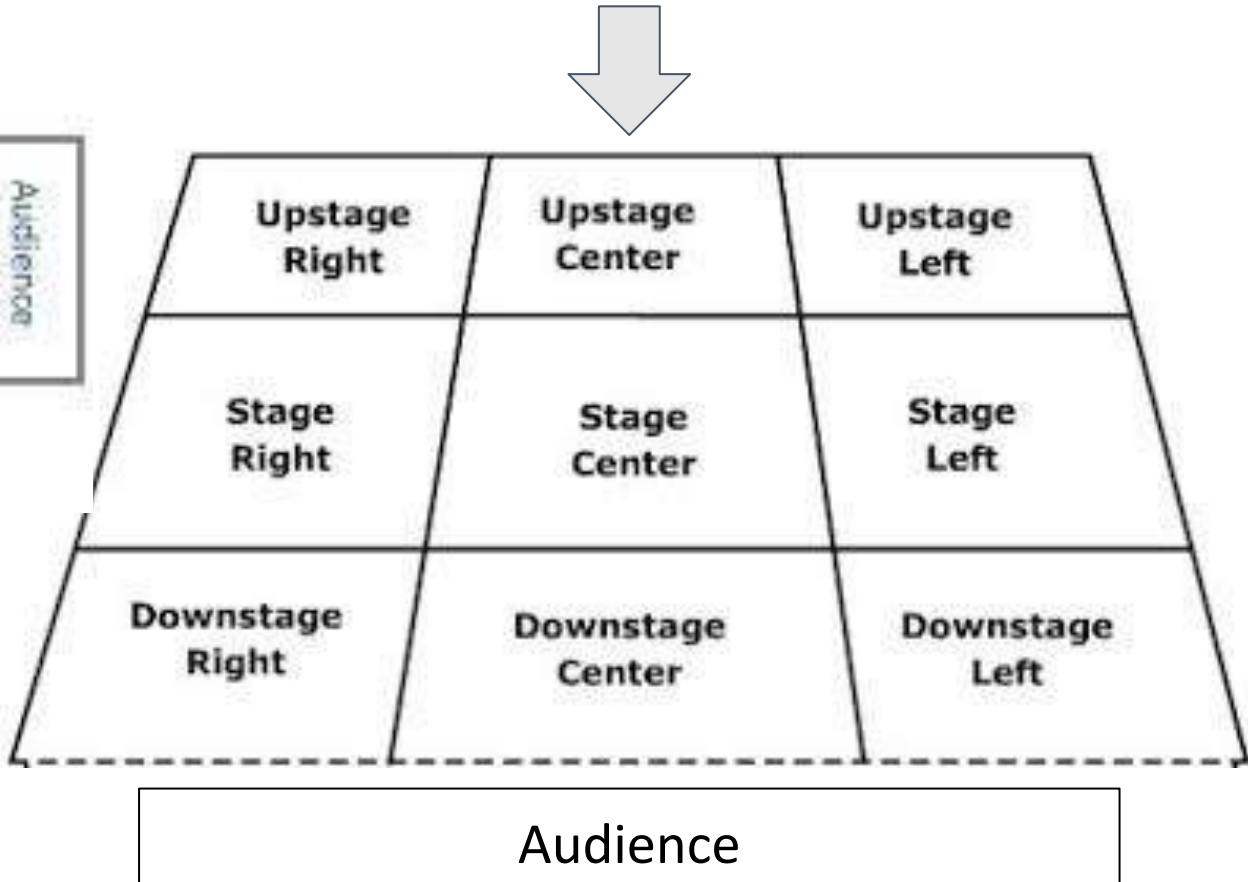 Audience
Upstage
Right
Upstage
Center
Upstage
Left
Stage
Right
Stage
Center
Stage
Left
Downstage
Right
Downstage
Center
Downstage
Left
Audience